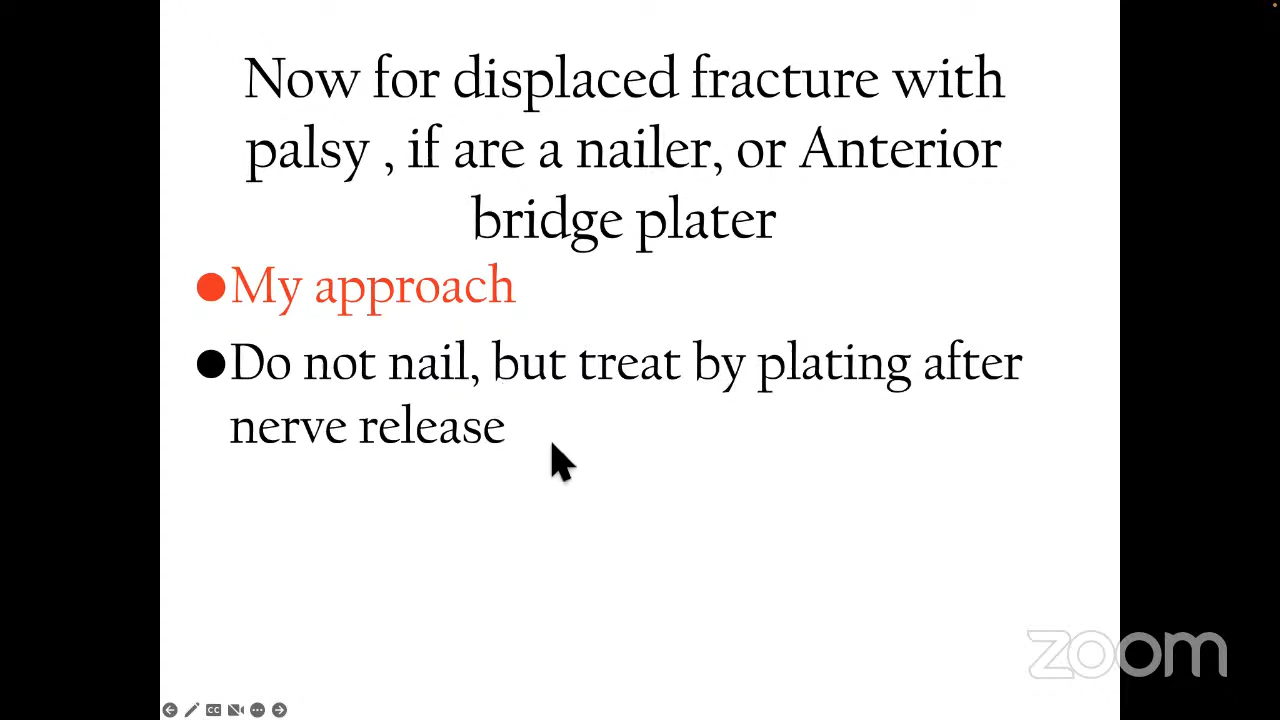 Now for displaced fracture with
palsy , if are a nailer, or Anterior
bridge plater
●My approach
●Do not nail, but treat by plating after
nerve release
zoom
CC